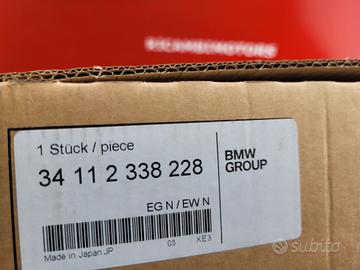 RICAMBIMOTORS
1 Stück / piece
34 11 2 338 228
BMW
GROUP
EG N / EW N
Made in Japan JP
03
XE3
subito